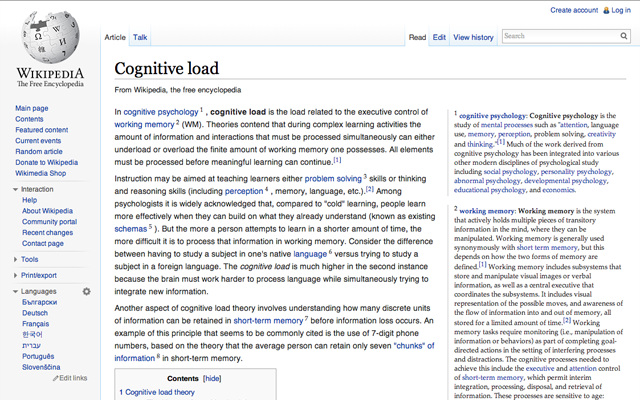 Create account Log in
WIKIPEDIA
The Free Encyclopedia
Main page
Contents
Featured content
Current events
Random article
Donate to Wikipedia
Wikimedia Shop
Interaction
Help
About Wikipedia
Community portal
Recent changes
Contact page
Tools
Print/export
Languages
Български
Deutsch
Français
한국어
עברית
Português
Slovenščina
Edit links
Article Talk
Read Edit View history Search
Cognitive load
From Wikipedia, the free encyclopedia
In cognitive psychology 1 , cognitive load is the load related to the executive control of
working memory 2 (WM). Theories contend that during complex learning activities the
amount of information and interactions that must be processed simultaneously can either
underload or overload the finite amount of working memory one possesses. All elements
must be processed before meaningful learning can continue.[1]
Instruction may be aimed at teaching learners either problem solving 3 skills or thinking
and reasoning skills (including perception 4 , memory, language, etc.).[2] Among
psychologists it is widely acknowledged that, compared to "cold" learning, people learn
more effectively when they can build on what they already understand (known as existing
schemas 5 ). But the more a person attempts to learn in a shorter amount of time, the
more difficult it is to process that information in working memory. Consider the difference
between having to study a subject in one's native language 6 versus trying to study a
subject in a foreign language. The cognitive load is much higher in the second instance
because the brain must work harder to process language while simultaneously trying to
integrate new information.
Another aspect of cognitive load theory involves understanding how many discrete units
of information can be retained in short-term memory 7 before information loss occurs. An
example of this principle that seems to be commonly cited is the use of 7-digit phone
numbers, based on the theory that the average person can retain only seven "chunks" of
information 8 in short-term memory.
Contents [hide]
1 Cognitive load theory
1 cognitive psychology: Cognitive psychology is the
study of mental processes such as "attention, language
use, memory, perception, problem solving, creativity
and thinking."[1] Much of the work derived from
cognitive psychology has been integrated into various
other modern disciplines of psychological study
including social psychology, personality psychology,
abnormal psychology, developmental psychology,
educational psychology, and economics.
2 working memory: Working memory is the system
that actively holds multiple pieces of transitory
information in the mind, where they can be
manipulated. Working memory is generally used
synonymously with short term memory, but this
depends on how the two forms of memory are
defined.[1] Working memory includes subsystems that
store and manipulate visual images or verbal
information, as well as a central executive that
coordinates the subsystems. It includes visual
representation of the possible moves, and awareness of
the flow of information into and out of memory, all
stored for a limited amount of time.[2] Working
memory tasks require monitoring (i.e., manipulation
of information or behaviors) as part of completing goal-
directed actions in the setting of interfering processes
and distractions. The cognitive processes needed to
achieve this include the executive and attention control
of short-term memory, which permit interim
integration, processing, disposal, and retrieval of
information. These processes are sensitive to age: